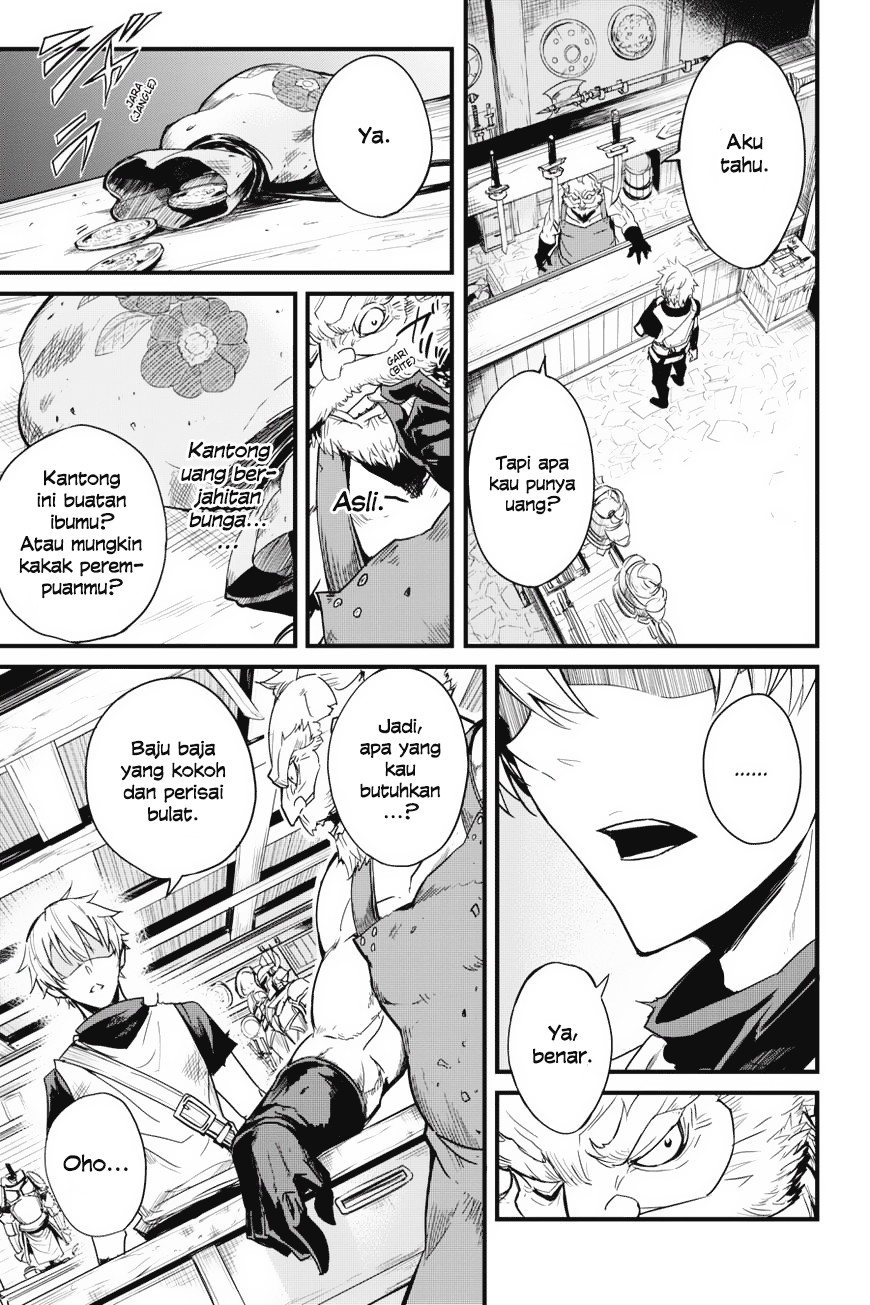 Aku
tahu.
Tapi apa
kau punya
uang?
Ya.
JARA
(JANGLE)
GARI
(BITE)
Asli.
Kantong
uang ber-
jahitan
bunga...
...
Kantong
ini buatan
ibumu?
Atau mungkin
kakak perem-
puanmu?
......
Ya,
benar.
Jadi,
apa yang
kau
butuhkan
...?
Baju baja
yang kokoh
dan perisai
bulat.
Oho...